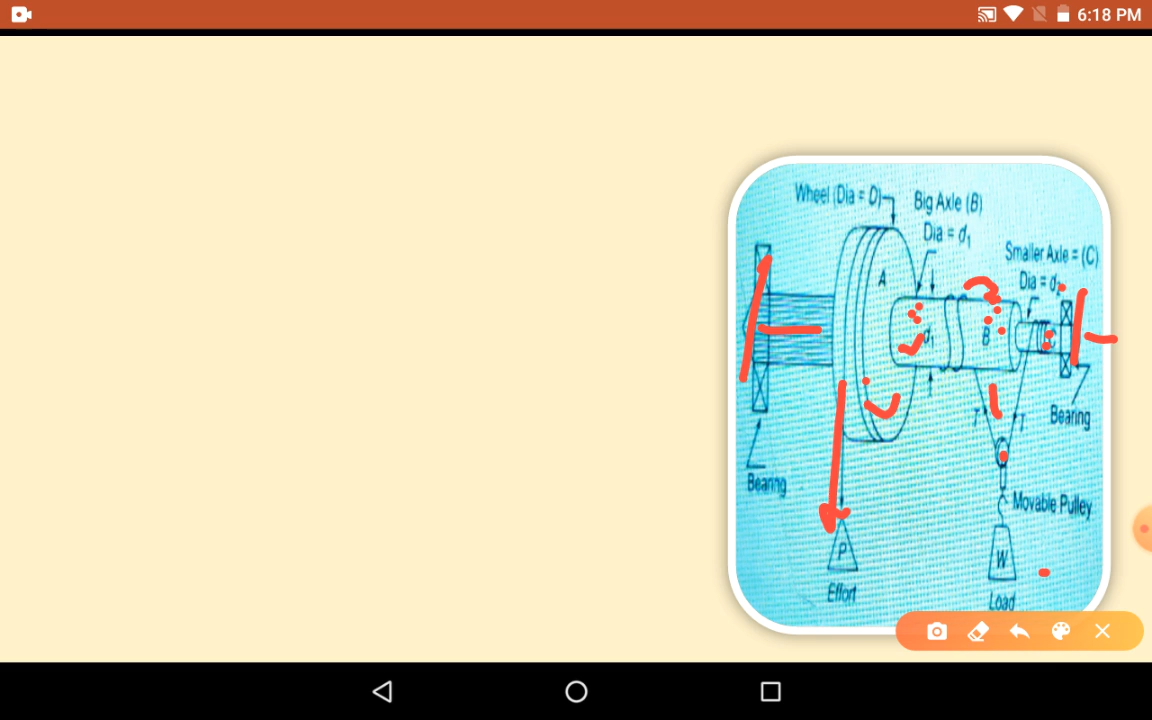 6:18 PM
Wheel (Dia = D)
Big Axle (B)
Dia = d₁
Smaller Axle = (C)
Dia = d₂
A
d₁
B
T
T
Bearing
Bearing
Movable Pulley
P
W
Effort
Load